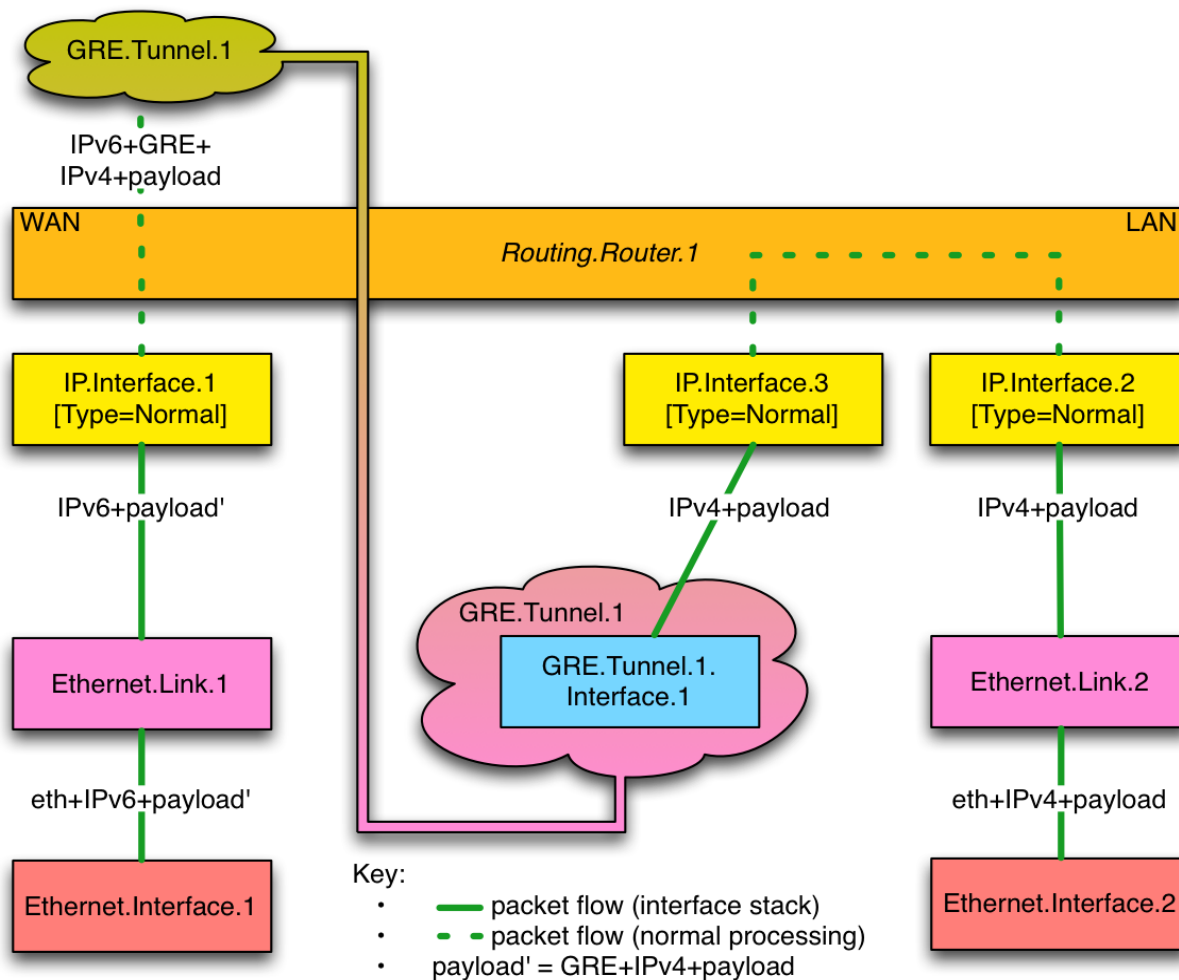 GRE.Tunnel.1
IPv6+GRE+
IPv4+payload
WAN
LAN
Routing.Router.1
IP.Interface.1
[Type=Normal]
IP.Interface.3
[Type=Normal]
IP.Interface.2
[Type=Normal]
IPv6+payload'
IPv4+payload
IPv4+payload
GRE.Tunnel.1
GRE.Tunnel.1.
Interface.1
Ethernet.Link.1
Ethernet.Link.2
eth+IPv6+payload'
eth+IPv4+payload
Ethernet.Interface.1
Ethernet.Interface.2
Key:
• packet flow (interface stack)
• packet flow (normal processing)
• payload' = GRE+IPv4+payload